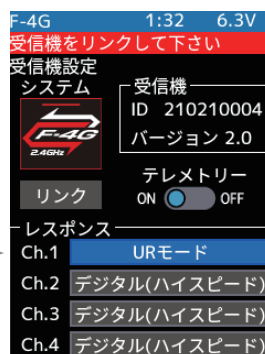 F-4G 1:32 6.3V
受信機をリンクして下さい
受信機設定
システム
F-4G
2.4GHz
リンク
受信機
ID 210210004
バージョン 2.0
テレメトリー
ON OFF
レスポンス
Ch.1 URモード
Ch.2 デジタル(ハイスピード)
Ch.3 デジタル(ハイスピード)
Ch.4 デジタル(ハイスピード)